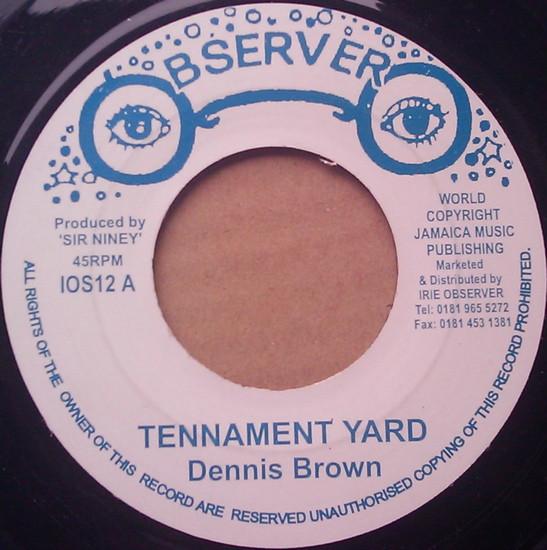 OBSERVER
Produced by
'SIR NINEY'
45RPM
IOS12 A
WORLD
COPYRIGHT
JAMAICA MUSIC
PUBLISHING
Marketed
& Distributed by
IRIE OBSERVER
Tel: 0181 965 5272
Fax: 0181 453 1381
TENNAMENT YARD
Dennis Brown
ALL RIGHTS OF THE OWNER OF THIS RECORD ARE RESERVED UNAUTHORISED COPYING OF THIS RECORD PROHIBITED.